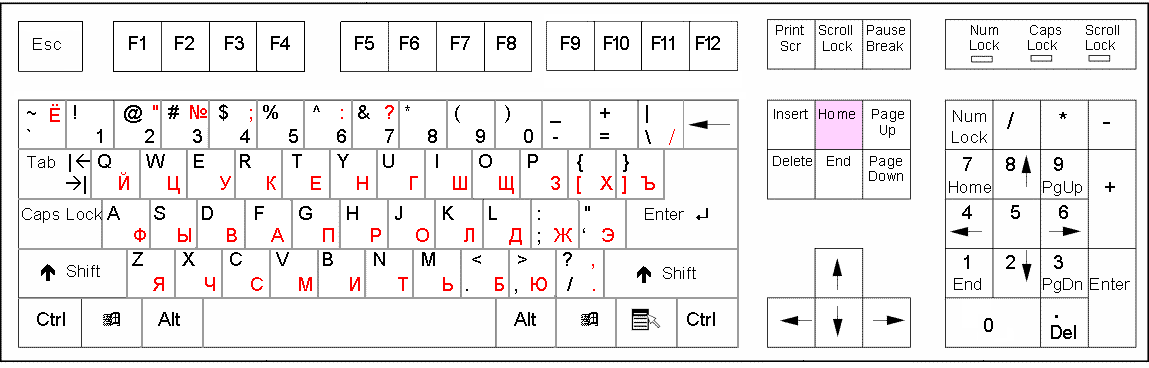 Esc F1 F2 F3 F4 F5 F6 F7 F8 F9 F10 F11 F12 Print Scr Scroll Lock Pause Break Num Lock Caps Lock Scroll Lock
~ Ё ! @ " # № $ ; % ^ : & ? * ( ) _ + |
` 1 2 3 4 5 6 7 8 9 0 - = \ /
Insert Home Page Up Num Lock / * -
Tab Q W E R T Y U I O P { }
Й Ц У К Е Н Г Ш Щ З [ Х ] Ъ
Delete End Page Down 7 Home 8 9 PgUp +
Caps Lock A S D F G H J K L : " Enter
Ф Ы В А П Р О Л Д ; Ж ‘ Э
4 5 6
Shift Z X C V B N M < > ? , Shift
Я Ч С М И Т Ь . Б , Ю / .
1 End 2 3 PgDn Enter
Ctrl Alt Alt Ctrl 0 . Del